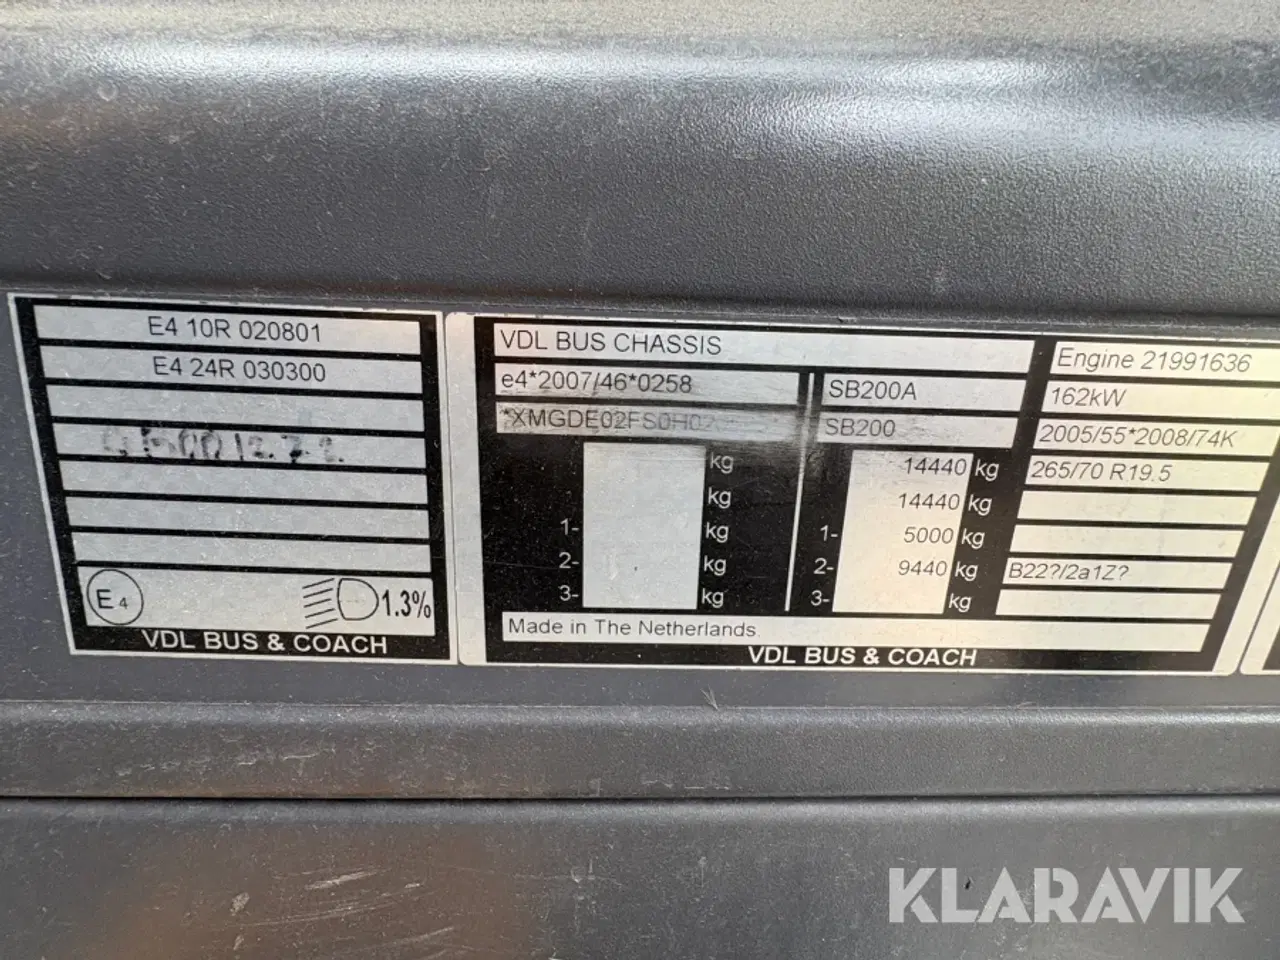 E4 10R 020801
E4 24R 030300
E4
1.3%
VDL BUS & COACH
VDL BUS CHASSIS
e4*2007/46*0258
*XMGDE02FS0H02
kg
kg
1- kg
2- kg
3- kg
SB200A
SB200
14440 kg
14440 kg
1- 5000 kg
2- 9440 kg
3- kg
Engine 21991636
162kW
2005/55*2008/74K
265/70 R19.5
B22?/2a1Z?
Made in The Netherlands.
VDL BUS & COACH
KLARAVIK